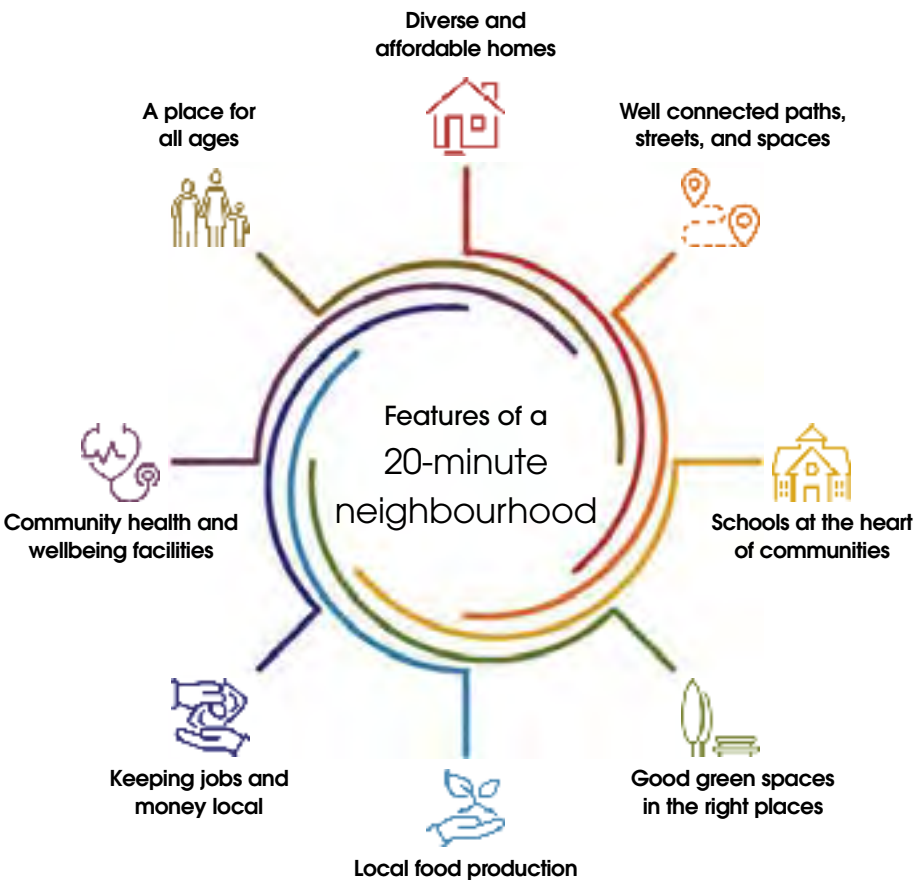 Diverse and
affordable homes
A place for
all ages
Well connected paths,
streets, and spaces
Features of a
20-minute
neighbourhood
Community health and
wellbeing facilities
Schools at the heart
of communities
Keeping jobs and
money local
Good green spaces
in the right places
Local food production